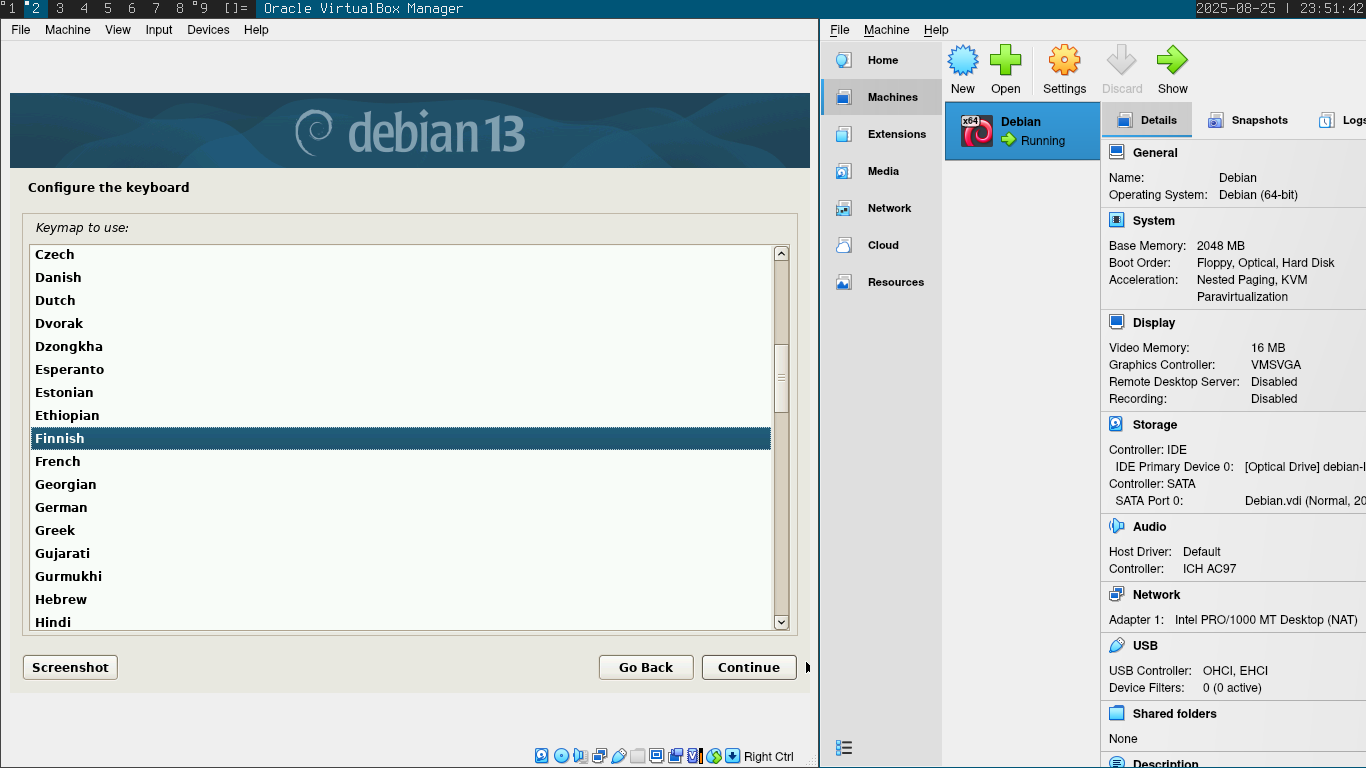 1 2 3 4 5 6 7 8 9 []= Oracle VirtualBox Manager 2025-08-25 | 23:51:42
File Machine View Input Devices Help
debian 13
Configure the keyboard
Keymap to use:
Czech
Danish
Dutch
Dvorak
Dzongkha
Esperanto
Estonian
Ethiopian
Finnish
French
Georgian
German
Greek
Gujarati
Gurmukhi
Hebrew
Hindi
Screenshot Go Back Continue
Right Ctrl
File Machine Help
Home
Machines
Extensions
Media
Network
Cloud
Resources
New Open Settings Discard Show
x64 Debian
Running
Details Snapshots Logs
General
Name: Debian
Operating System: Debian (64-bit)
System
Base Memory: 2048 MB
Boot Order: Floppy, Optical, Hard Disk
Acceleration: Nested Paging, KVM
Paravirtualization
Display
Video Memory: 16 MB
Graphics Controller: VMSVGA
Remote Desktop Server: Disabled
Recording: Disabled
Storage
Controller: IDE
IDE Primary Device 0: [Optical Drive] debian-
Controller: SATA
SATA Port 0: Debian.vdi (Normal, 20
Audio
Host Driver: Default
Controller: ICH AC97
Network
Adapter 1: Intel PRO/1000 MT Desktop (NAT)
USB
USB Controller: OHCI, EHCI
Device Filters: 0 (0 active)
Shared folders
None
Description